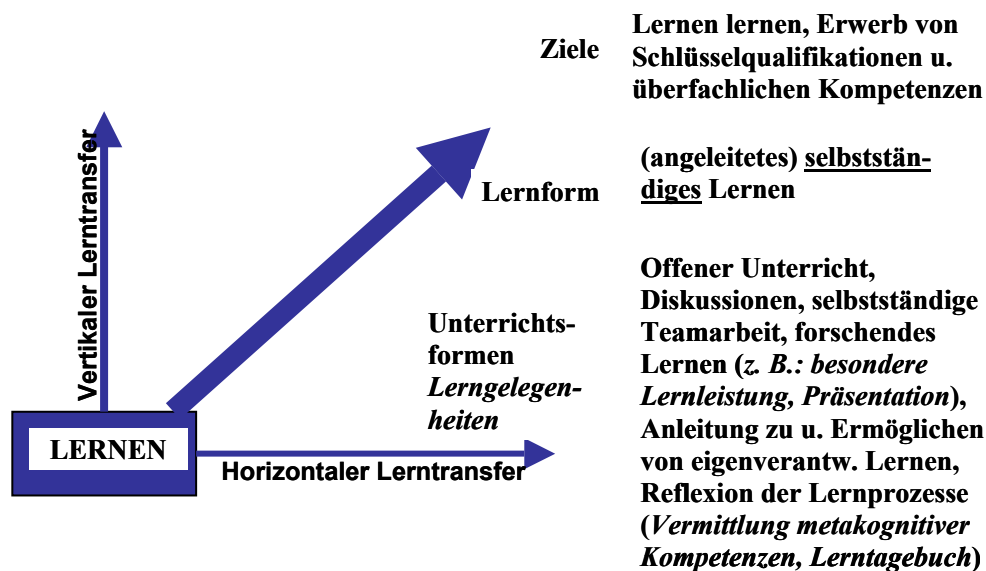 Ziele
Lernen lernen, Erwerb von
Schlüsselqualifikationen u.
überfachlichen Kompetenzen
Lernform
(angeleitetes) selbststän-
diges Lernen
Unterrichts-
formen
Lerngelegen-
heiten
Offener Unterricht,
Diskussionen, selbstständige
Teamarbeit, forschendes
Lernen (z. B.: besondere
Lernleistung, Präsentation),
Anleitung zu u. Ermöglichen
von eigenverantw. Lernen,
Reflexion der Lernprozesse
(Vermittlung metakognitiver
Kompetenzen, Lerntagebuch)
Vertikaler Lerntransfer
LERNEN
Horizontaler Lerntransfer